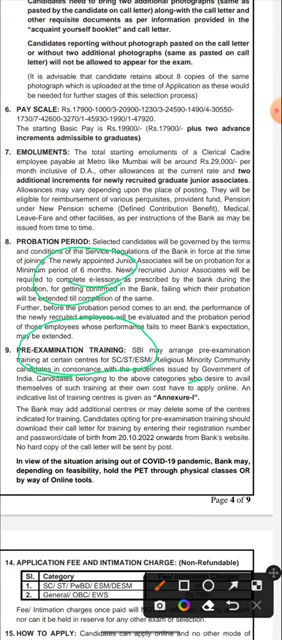 Candidates need to bring two additional photographs (same as
pasted by the candidate on call letter) along-with the call letter and
other requisite documents as per information provided in the
"acquaint yourself booklet" and call letter.
Candidates reporting without photograph pasted on the call letter
or without two additional photographs (same as pasted on call
letter) will not be allowed to appear for the exam.
(It is advisable that candidate retains about 8 copies of the same
photograph which is uploaded at the time of Application as these would
be needed for further stages of this selection process)
6. PAY SCALE: Rs.17900-1000/3-20900-1230/3-24590-1490/4-30550-
1730/7-42600-3270/1-45930-1990/1-47920.
The starting Basic Pay is Rs.19900/- (Rs.17900/- plus two advance
increments admissible to graduates)
7. EMOLUMENTS: The total starting emoluments of a Clerical Cadre
employee payable at Metro like Mumbai will be around Rs.29,000/- per
month inclusive of D.A., other allowances at the current rate and two
additional increments for newly recruited graduate junior associates.
Allowances may vary depending upon the place of posting. They will be
eligible for reimbursement of various perquisites, provident fund, Pension
under New Pension scheme (Defined Contribution Benefit), Medical,
Leave-Fare and other facilities, as per instructions of the Bank as may be
issued from time to time.
8. PROBATION PERIOD: Selected candidates will be governed by the terms
and conditions of the Service Regulations of the Bank in force at the time
of joining. The newly appointed Junior Associates will be on probation for a
Minimum period of 6 months. Newly recruited Junior Associates will be
required to complete e-lessons as prescribed by the bank during the
probation, for getting confirmed in the Bank, failing which their probation
will be extended till completion of the same.
Further, before the probation period comes to an end, the performance of
the newly recruited employees will be evaluated and the probation period
of those employees whose performance fails to meet Bank's expectation,
may be extended.
9. PRE-EXAMINATION TRAINING: SBI may arrange pre-examination
training at certain centres for SC/ST/ESM/ Religious Minority Community
candidates in consonance with the guidelines issued by Government of
India. Candidates belonging to the above categories who desire to avail
themselves of such training at their own cost have to apply online. An
indicative list of training centres is given as "Annexure-I".
The Bank may add additional centres or may delete some of the centres
indicated for training. Candidates opting for pre-examination training should
download their call letter for training by entering their registration number
and password/date of birth from 20.10.2022 onwards from Bank's website.
No hard copy of the call letter will be sent by post.
In view of the situation arising out of COVID-19 pandemic, Bank may,
depending on feasibility, hold the PET through physical classes OR
by way of Online tools.
Page 4 of 9
14. APPLICATION FEE AND INTIMATION CHARGE: (Non-Refundable)
Sl. Category Fee/ Intimation Charges
1. SC/ ST/ PwBD/ ESM/DESM
2. General/ OBC/ EWS
Fee/ Intimation charges once paid will
nor can it be held in reserve for any other exam or selection.
15. HOW TO APPLY: Candidates can apply online and no other mode of